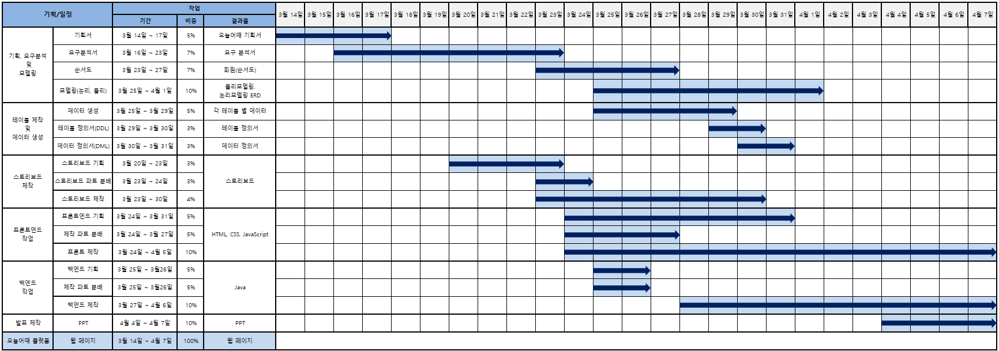 기획/일정
작업
기간 비중 결과물
3월 14일 3월 15일 3월 16일 3월 17일 3월 18일 3월 19일 3월 20일 3월 21일 3월 22일 3월 23일 3월 24일 3월 25일 3월 26일 3월 27일 3월 28일 3월 29일 3월 30일 3월 31일 4월 1일 4월 2일 4월 3일 4월 4일 4월 5일 4월 6일 4월 7일
기획, 요구분석
및
모델링
기획서 3월 14일 ~ 17일 5% 오늘어때 기획서
요구분석서 3월 16일 ~ 23일 7% 요구 분석서
순서도 3월 23일 ~ 27일 7% 회원(순서도)
모델링(논리, 물리) 3월 25일 ~ 4월 1일 10% 물리모델링,
논리모델링 ERD
테이블 제작
및
데이터 생성
데이터 생성 3월 25일 ~ 3월 29일 5% 각 테이블 별 데이터
테이블 정의서(DDL) 3월 29일 ~ 3월 30일 3% 테이블 정의서
데이터 정의서(DML) 3월 30일 ~ 3월 31일 3% 데이터 정의서
스토리보드
제작
스토리보드 기획 3월 20일 ~ 23일 3%
스토리보드 파트 분배 3월 23일 ~ 24일 3% 스토리보드
스토리보드 제작 3월 23일 ~ 30일 4%
프론트엔드
작업
프론트엔드 기획 3월 24일 ~ 3월 31일 5%
제작 파트 분배 3월 24일 ~ 3월 27일 5% HTML, CSS, JavaScript
프론트 제작 3월 24일 ~ 4월 5일 10%
백엔드
작업
백엔드 기획 3월 25일 ~ 3월26일 5%
제작 파트 분배 3월 25일 ~ 3월26일 5% Java
백엔드 제작 3월 27일 ~ 4월 6일 10%
발표 제작 PPT 4월 4일 ~ 4월 7일 10% PPT
오늘어때 플랫폼 웹 페이지 3월 14일 ~ 4월 7일 100% 웹 페이지